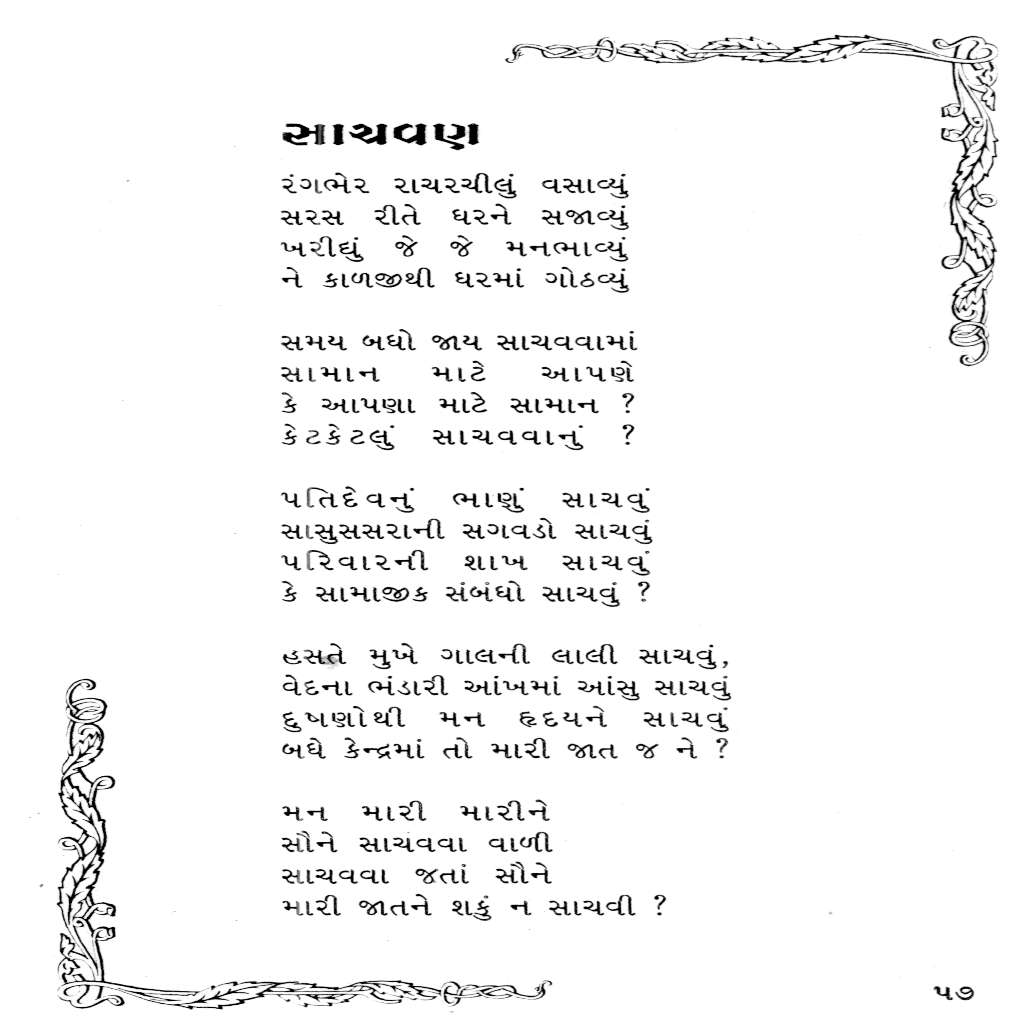 સાચવણ
રંગભેર રાચરચીલું વસાવ્યું
સરસ રીતે ઘરને સજાવ્યું
ખરીદ્યું જે જે મનભાવ્યું
ને કાળજીથી ઘરમાં ગોઠવ્યું
સમય બધો જાય સાચવવામાં
સામાન માટે આપણે
કે આપણા માટે સામાન ?
કેટકેટલું સાચવવાનું ?
પતિદેવનું ભાણું સાચવું
સાસુસસરાની સગવડો સાચવું
પરિવારની શાખ સાચવું
કે સામાજીક સંબંધો સાચવું ?
હસતે મુખે ગાલની લાલી સાચવું,
વેદના ભંડારી આંખમાં આંસુ સાચવું
દુષણોથી મન હૃદયને સાચવું
બધે કેન્દ્રમાં તો મારી જાત જ ને ?
મન મારી મારીને
સૌને સાચવવા વાળી
સાચવવા જતાં સૌને
મારી જાતને શકું ન સાચવી ?
૫૭